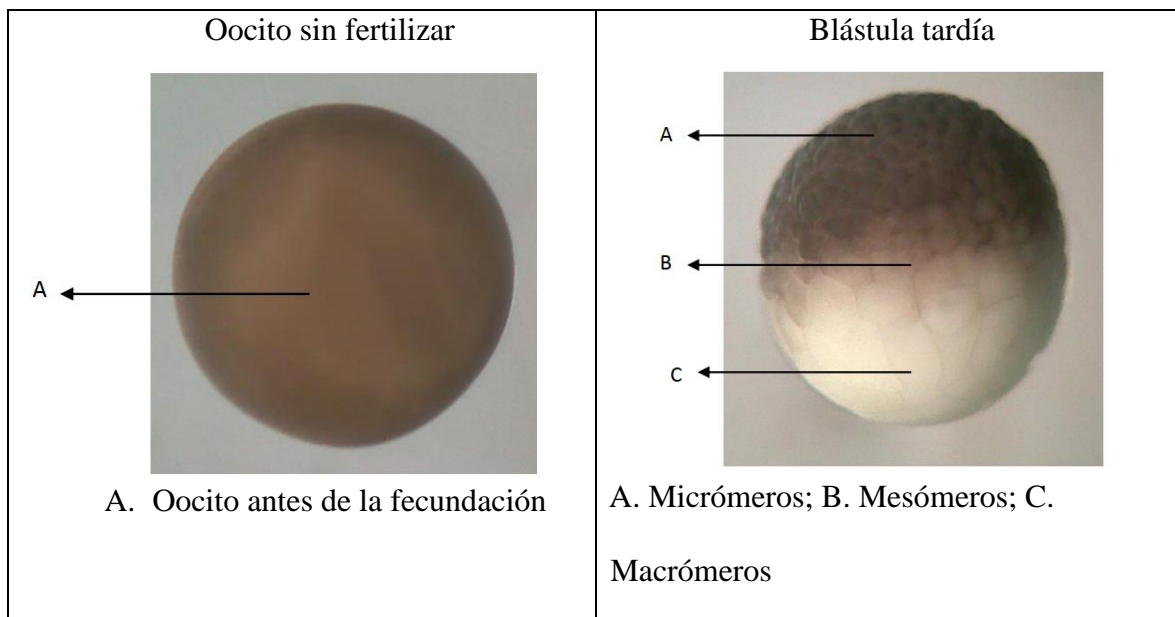 Oocito sin fertilizar
A
A. Oocito antes de la fecundación
Blástula tardía
A
B
C
A. Micrómeros; B. Mesómeros; C.
Macrómeros